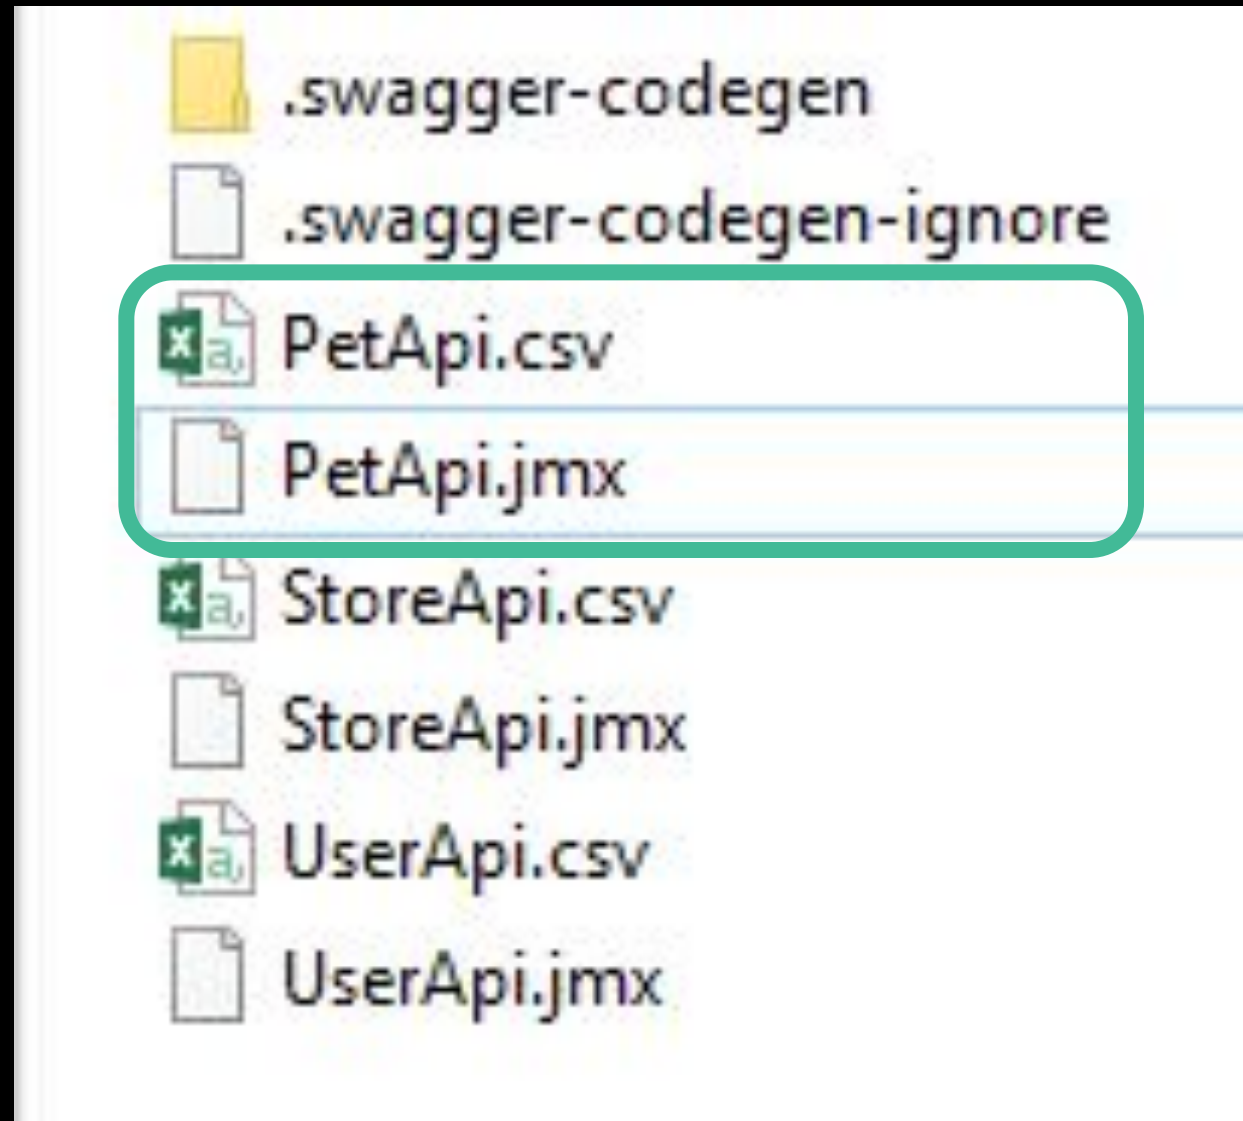 .swagger-codegen
.swagger-codegen-ignore
PetApi.csv
PetApi.jmx
StoreApi.csv
StoreApi.jmx
UserApi.csv
UserApi.jmx